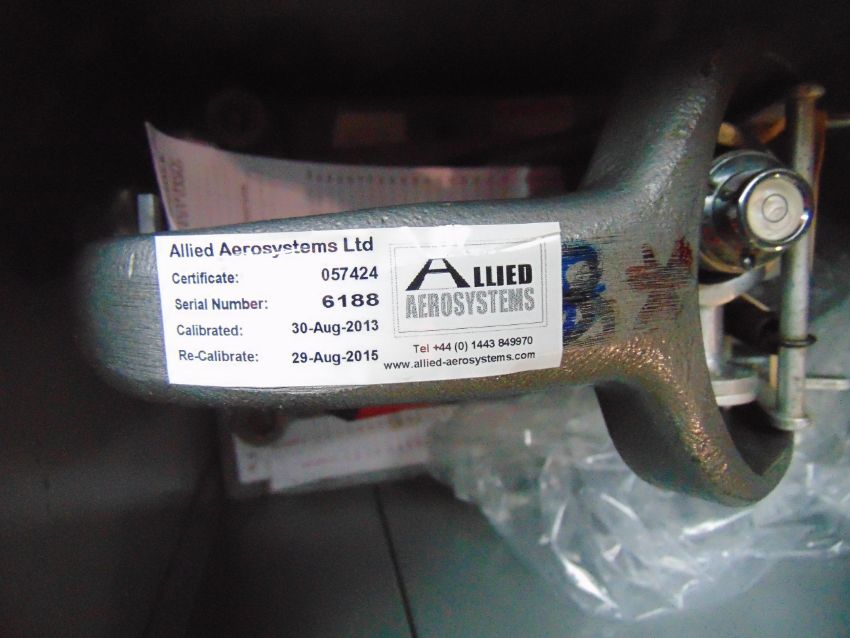 Allied Aerosystems Ltd
Certificate: 057424
Serial Number: 6188
Calibrated: 30-Aug-2013
Re-Calibrate: 29-Aug-2015
ALLIED
AEROSYSTEMS
Tel +44 (0) 1443 849970
www.allied-aerosystems.com
B *